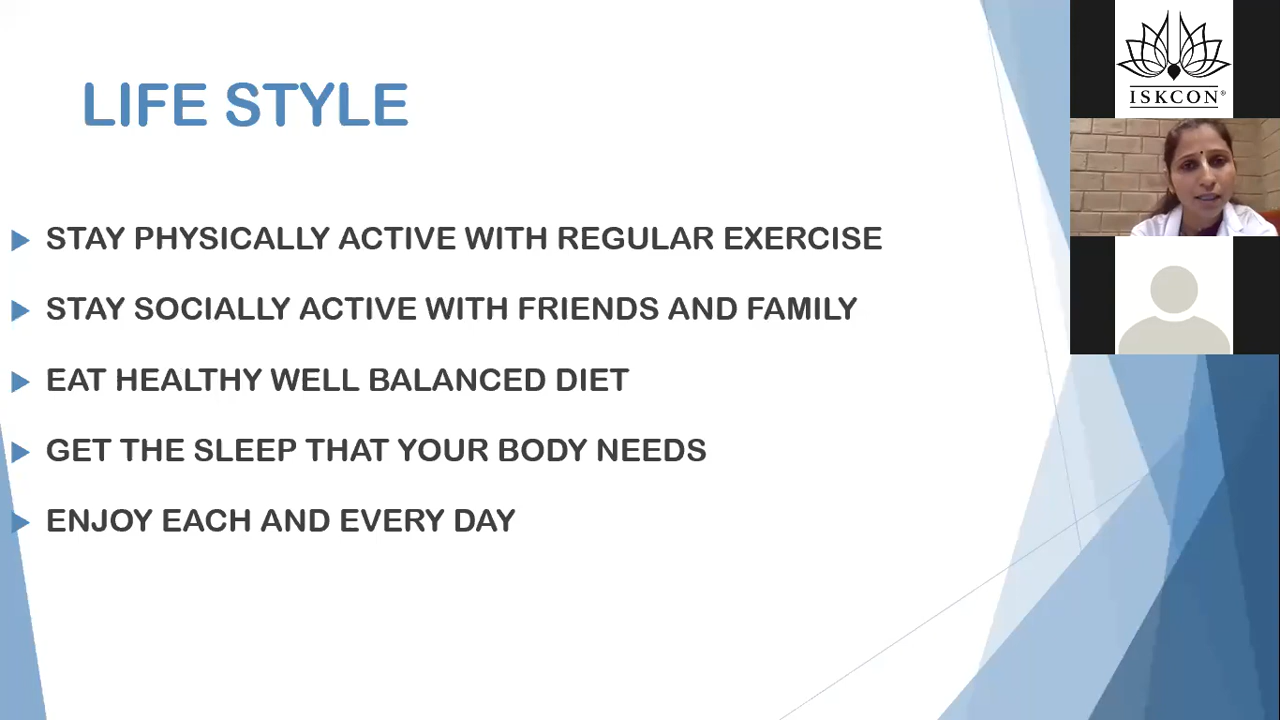 LIFE STYLE
STAY PHYSICALLY ACTIVE WITH REGULAR EXERCISE
STAY SOCIALLY ACTIVE WITH FRIENDS AND FAMILY
EAT HEALTHY WELL BALANCED DIET
GET THE SLEEP THAT YOUR BODY NEEDS
ENJOY EACH AND EVERY DAY
ISKCON®